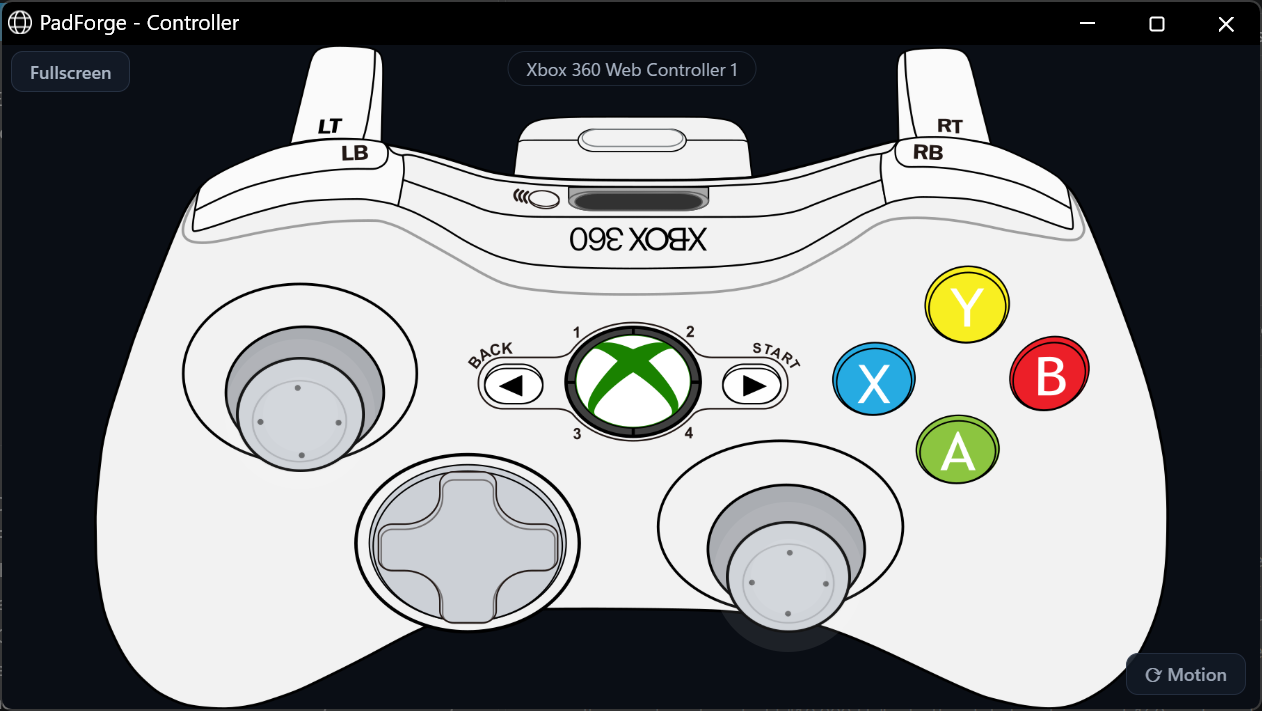 PadForge - Controller
Fullscreen
Xbox 360 Web Controller 1
LT
RT
LB
RB
XBOX 360
Y
1
2
BACK
START
X
B
3
4
A
Motion